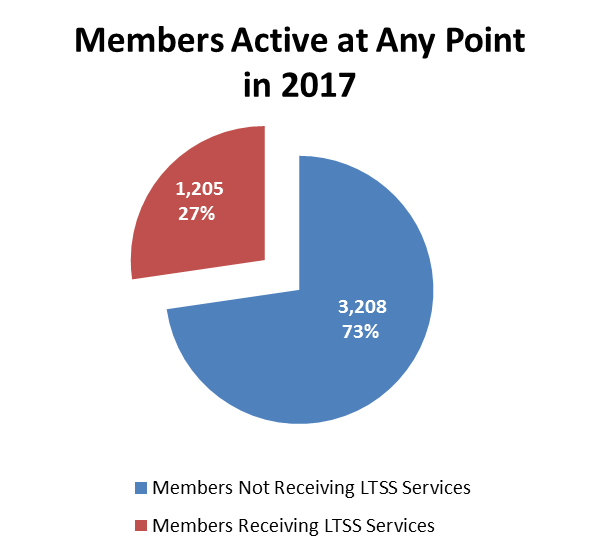 Members Active at Any Point
in 2017
1,205
27%
3,208
73%
Members Not Receiving LTSS Services
Members Receiving LTSS Services